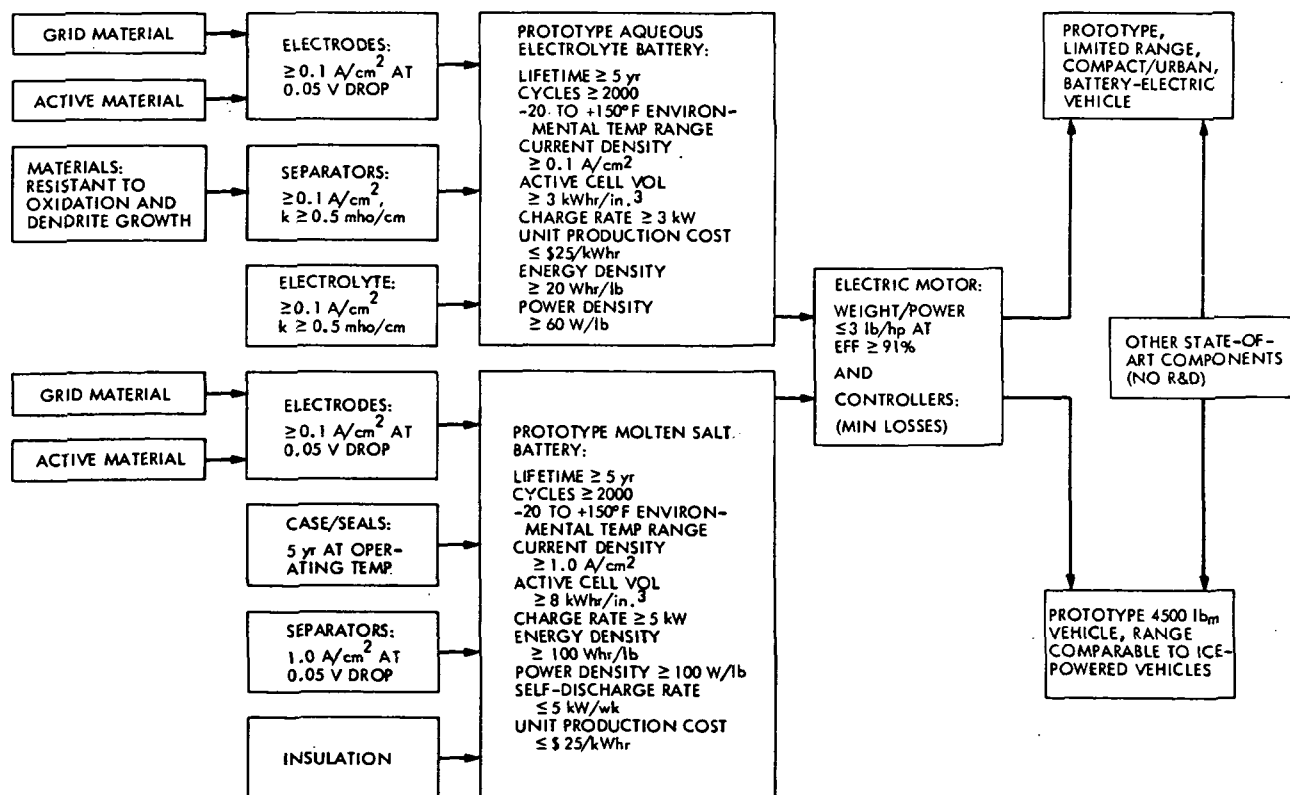 GRID MATERIAL
ACTIVE MATERIAL
MATERIALS:
RESISTANT TO
OXIDATION AND
DENDRITE GROWTH
ELECTRODES:
≥0.1 A/cm² AT
0.05 V DROP
SEPARATORS:
≥0.1 A/cm²,
k ≥ 0.5 mho/cm
ELECTROLYTE:
≥0.1 A/cm²
k ≥ 0.5 mho/cm
PROTOTYPE AQUEOUS
ELECTROLYTE BATTERY:
LIFETIME ≥ 5 yr
CYCLES ≥ 2000
-20 TO +150°F ENVIRON-
MENTAL TEMP RANGE
CURRENT DENSITY
≥ 0.1 A/cm²
ACTIVE CELL VOL
≥ 3 kWhr/in.³
CHARGE RATE ≥ 3 kW
UNIT PRODUCTION COST
≤ $25/kWhr
ENERGY DENSITY
≥ 20 Whr/lb
POWER DENSITY
≥ 60 W/lb
GRID MATERIAL
ACTIVE MATERIAL
ELECTRODES:
≥0.1 A/cm² AT
0.05 V DROP
CASE/SEALS:
5 yr AT OPER-
ATING TEMP.
SEPARATORS:
1.0 A/cm² AT
0.05 V DROP
INSULATION
PROTOTYPE MOLTEN SALT
BATTERY:
LIFETIME ≥ 5 yr
CYCLES ≥ 2000
-20 TO +150°F ENVIRON-
MENTAL TEMP RANGE
CURRENT DENSITY
≥1.0 A/cm²
ACTIVE CELL VOL
≥8 kWhr/in.³
CHARGE RATE ≥ 5 kW
ENERGY DENSITY
≥ 100 Whr/lb
POWER DENSITY ≥ 100 W/lb
SELF-DISCHARGE RATE
≤5 kW/wk
UNIT PRODUCTION COST
≤ $25/kWhr
ELECTRIC MOTOR:
WEIGHT/POWER
≤3 lb/hp AT
EFF ≥ 91%
AND
CONTROLLERS:
(MIN LOSSES)
PROTOTYPE,
LIMITED RANGE,
COMPACT/URBAN,
BATTERY-ELECTRIC
VEHICLE
OTHER STATE-OF-
ART COMPONENTS
(NO R&D)
PROTOTYPE 4500 lbm
VEHICLE, RANGE
COMPARABLE TO ICE-
POWERED VEHICLES